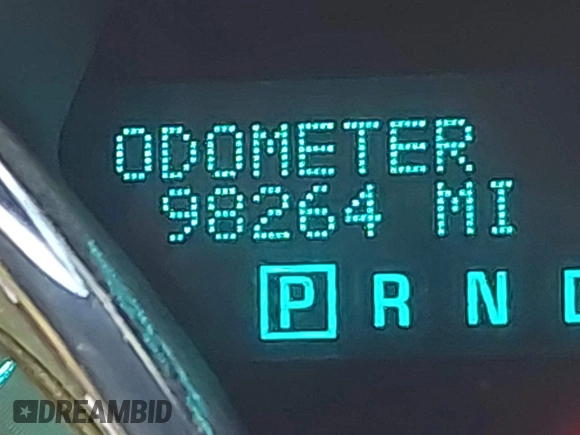 ODOMETER
98264 MI
P R N
DREAMBID